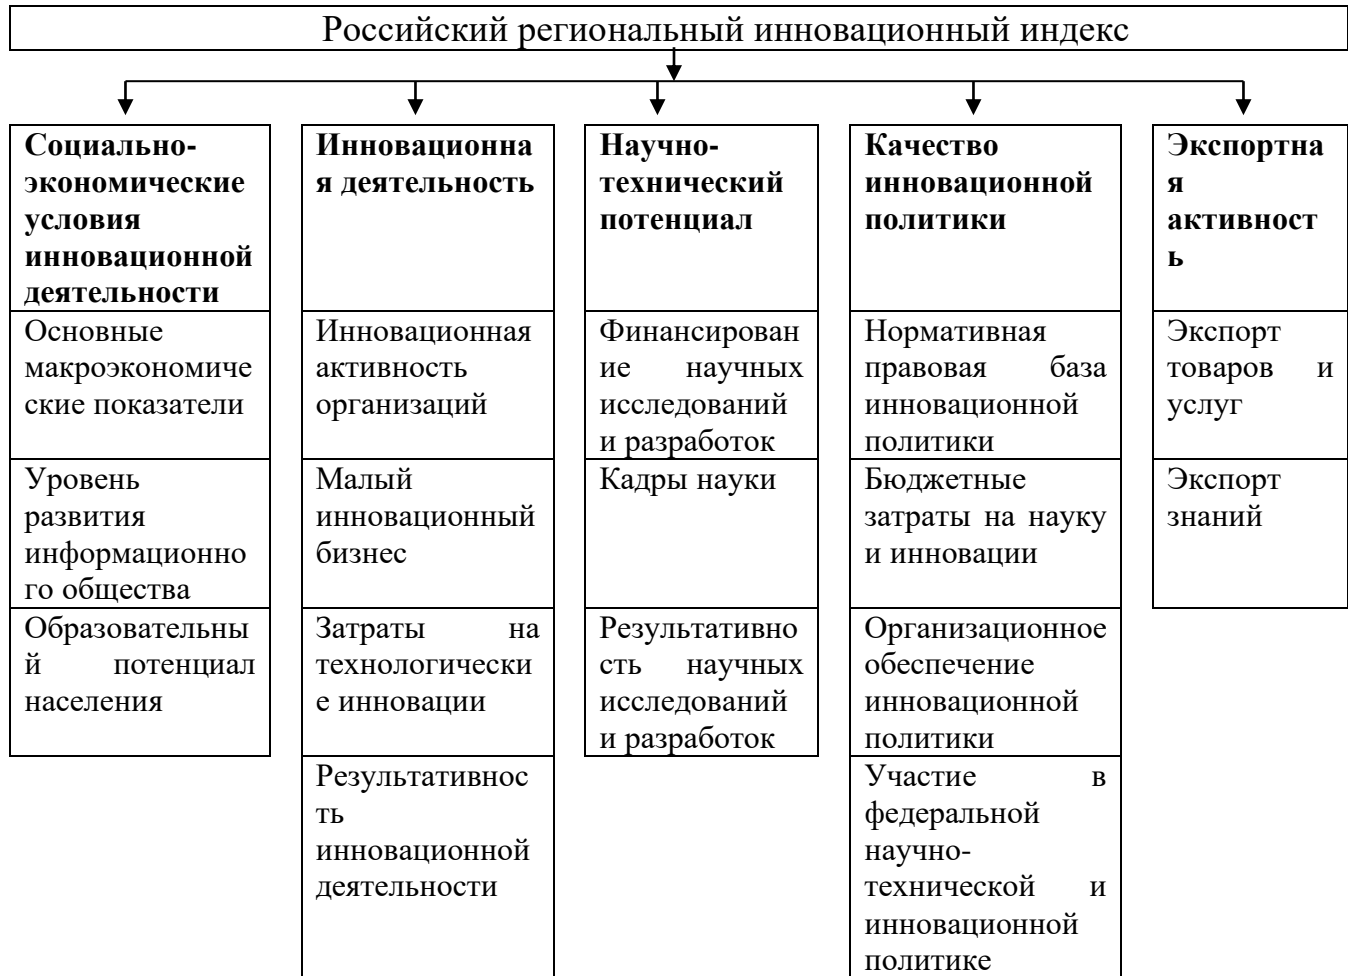 Российский региональный инновационный индекс
Социально-
экономические
условия
инновационной
деятельности
Основные
макроэкономиче
ские показатели
Уровень
развития
информационно
го общества
Образовательны
й потенциал
населения
Инновационна
я деятельность
Инновационная
активность
организаций
Малый
инновационный
бизнес
Затраты на
технологически
е инновации
Результативнос
ть
инновационной
деятельности
Научно-
технический
потенциал
Финансирован
ие научных
исследований
и разработок
Кадры науки
Результативно
сть научных
исследований
и разработок
Качество
инновационной
политики
Нормативная
правовая база
инновационной
политики
Бюджетные
затраты на науку
и инновации
Организационное
обеспечение
инновационной
политики
Участие в
федеральной
научно-
технической и
инновационной
политике
Экспортна
я
активност
ь
Экспорт
товаров и
услуг
Экспорт
знаний